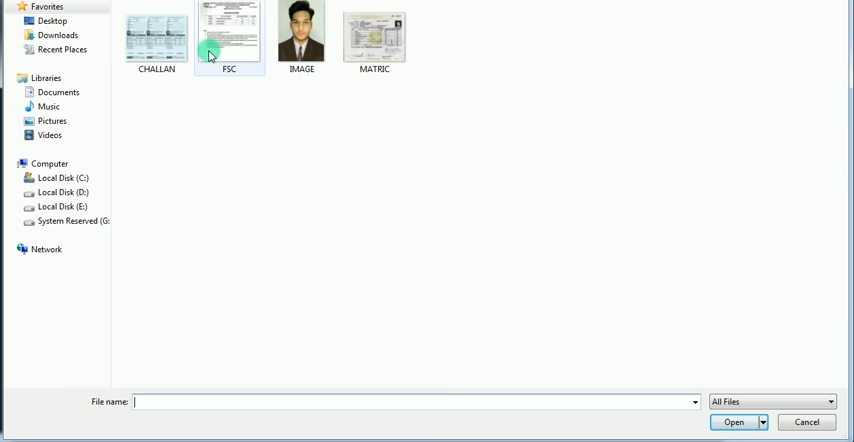 Favorites
Desktop
Downloads
Recent Places
Libraries
Documents
Music
Pictures
Videos
Computer
Local Disk (C:)
Local Disk (D:)
Local Disk (E:)
System Reserved (G:
Network
CHALLAN
FSC
IMAGE
MATRIC
File name:
All Files
Open
Cancel